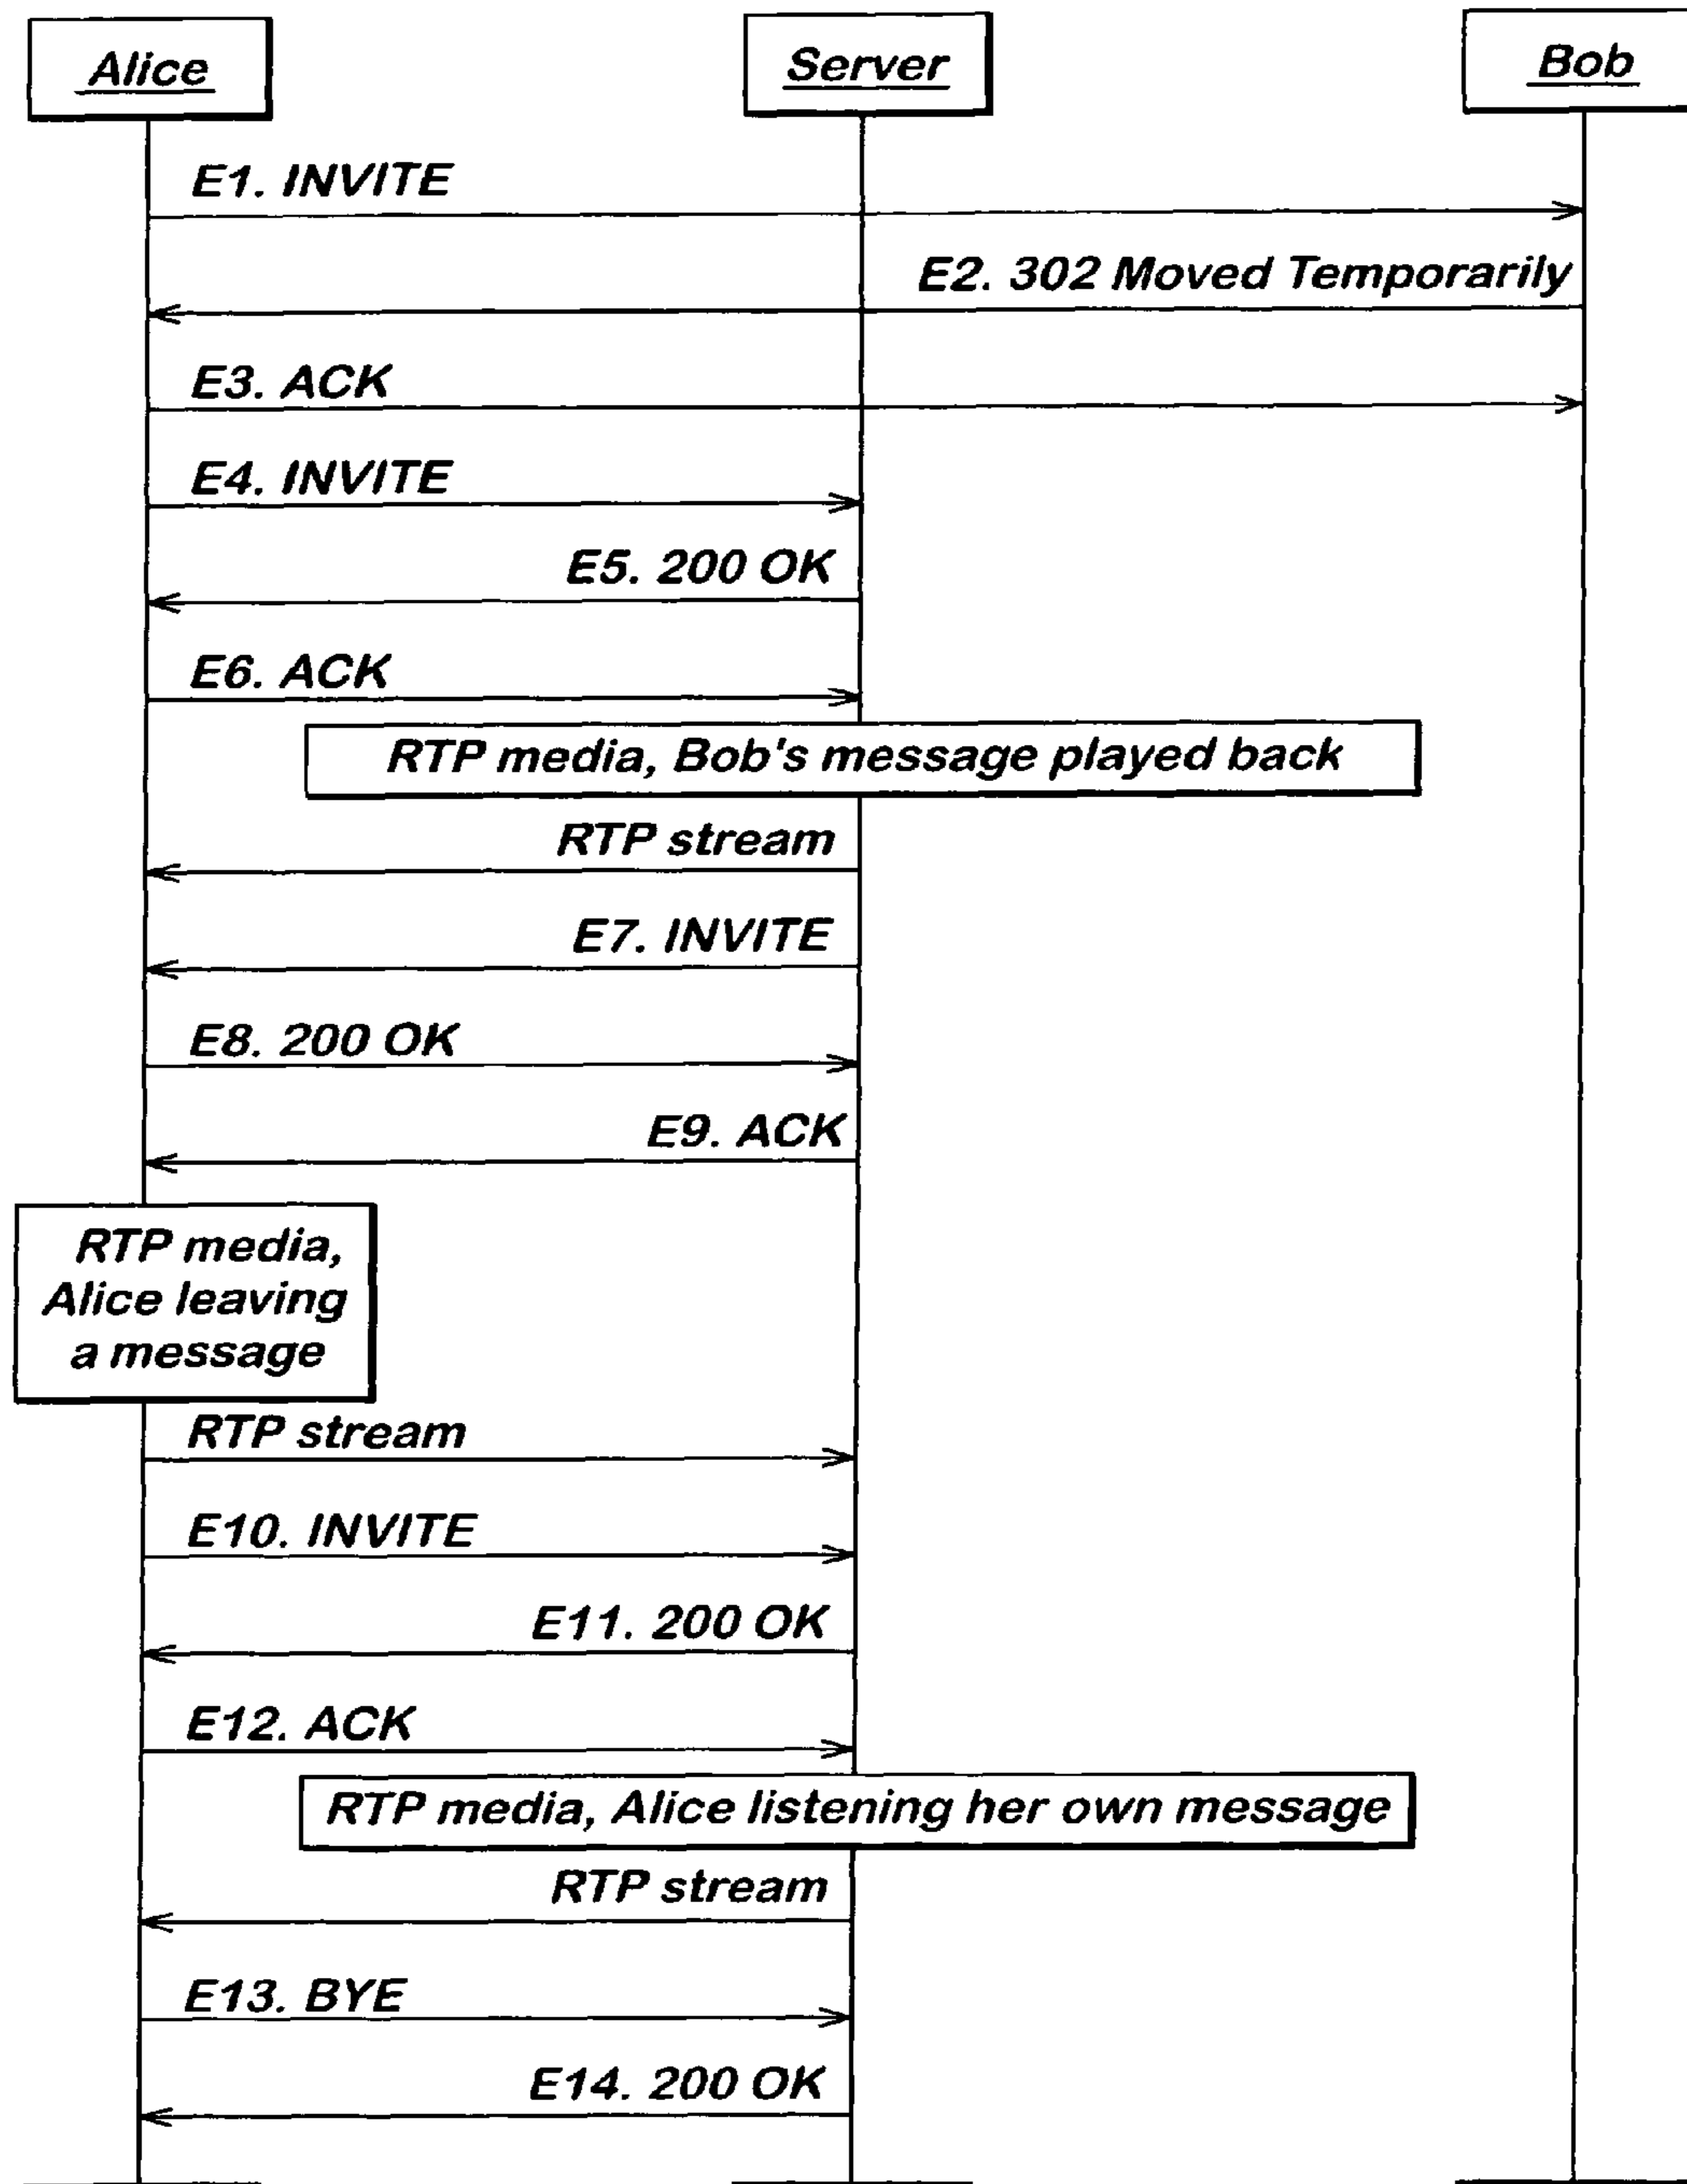 Alice
Server
Bob
E1. INVITE
E2. 302 Moved Temporarily
E3. ACK
E4. INVITE
E5. 200 OK
E6. ACK
RTP media, Bob's message played back
RTP stream
E7. INVITE
E8. 200 OK
E9. ACK
RTP media,
Alice leaving
a message
RTP stream
E10. INVITE
E11. 200 OK
E12. ACK
RTP media, Alice listening her own message
RTP stream
E13. BYE
E14. 200 OK